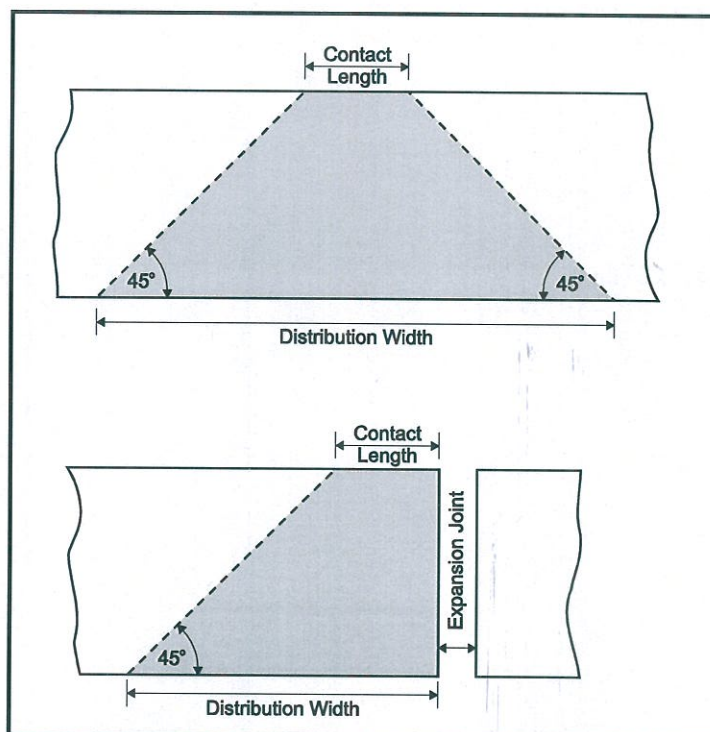 Contact
Length
45°
45°
Distribution Width
Contact
Length
Expansion Joint
45°
Distribution Width